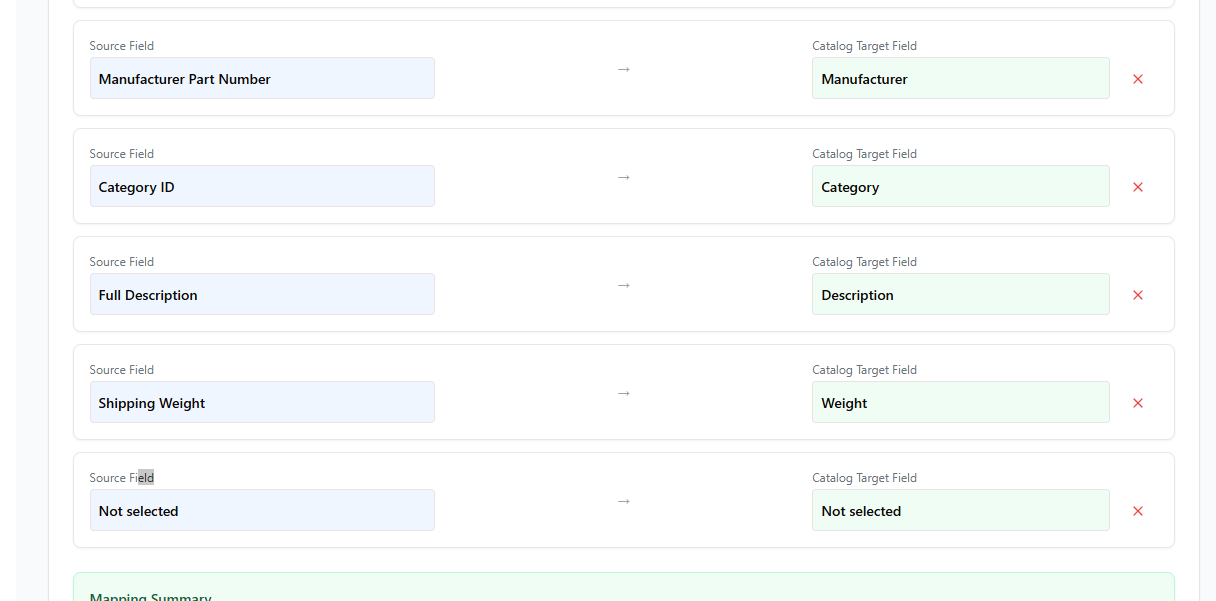 Source Field Catalog Target Field
Manufacturer Part Number → Manufacturer ×
Source Field Catalog Target Field
Category ID → Category ×
Source Field Catalog Target Field
Full Description → Description ×
Source Field Catalog Target Field
Shipping Weight → Weight ×
Source Field Catalog Target Field
Not selected → Not selected ×
Mapping Summary